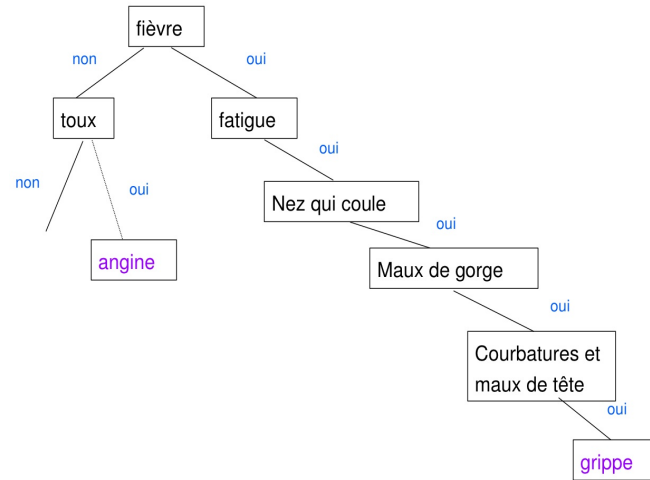 fièvre
non
oui
toux
fatigue
non
oui
oui
Nez qui coule
oui
angine
Maux de gorge
oui
Courbatures et
maux de tête
oui
grippe